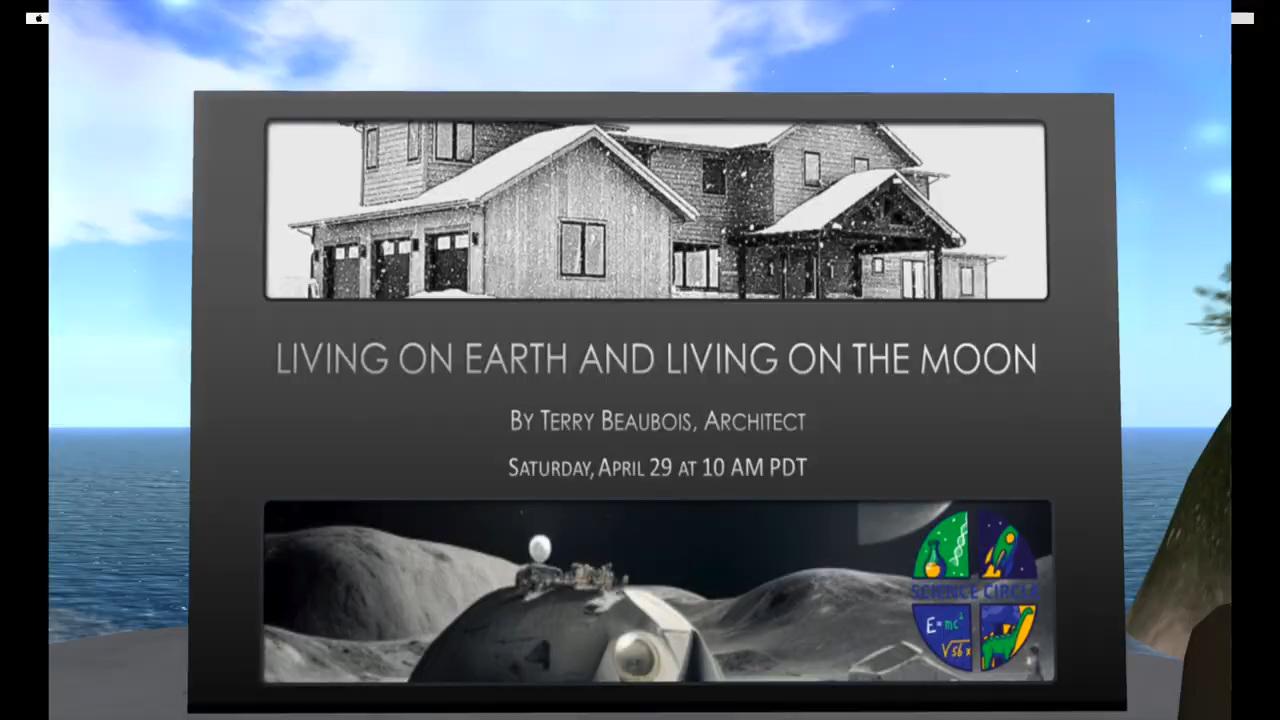 LIVING ON EARTH AND LIVING ON THE MOON
BY TERRY BEAUBOIS, ARCHITECT
SATURDAY, APRIL 29 AT 10 AM PDT
SCIENCE CIRCLE
E=mc²